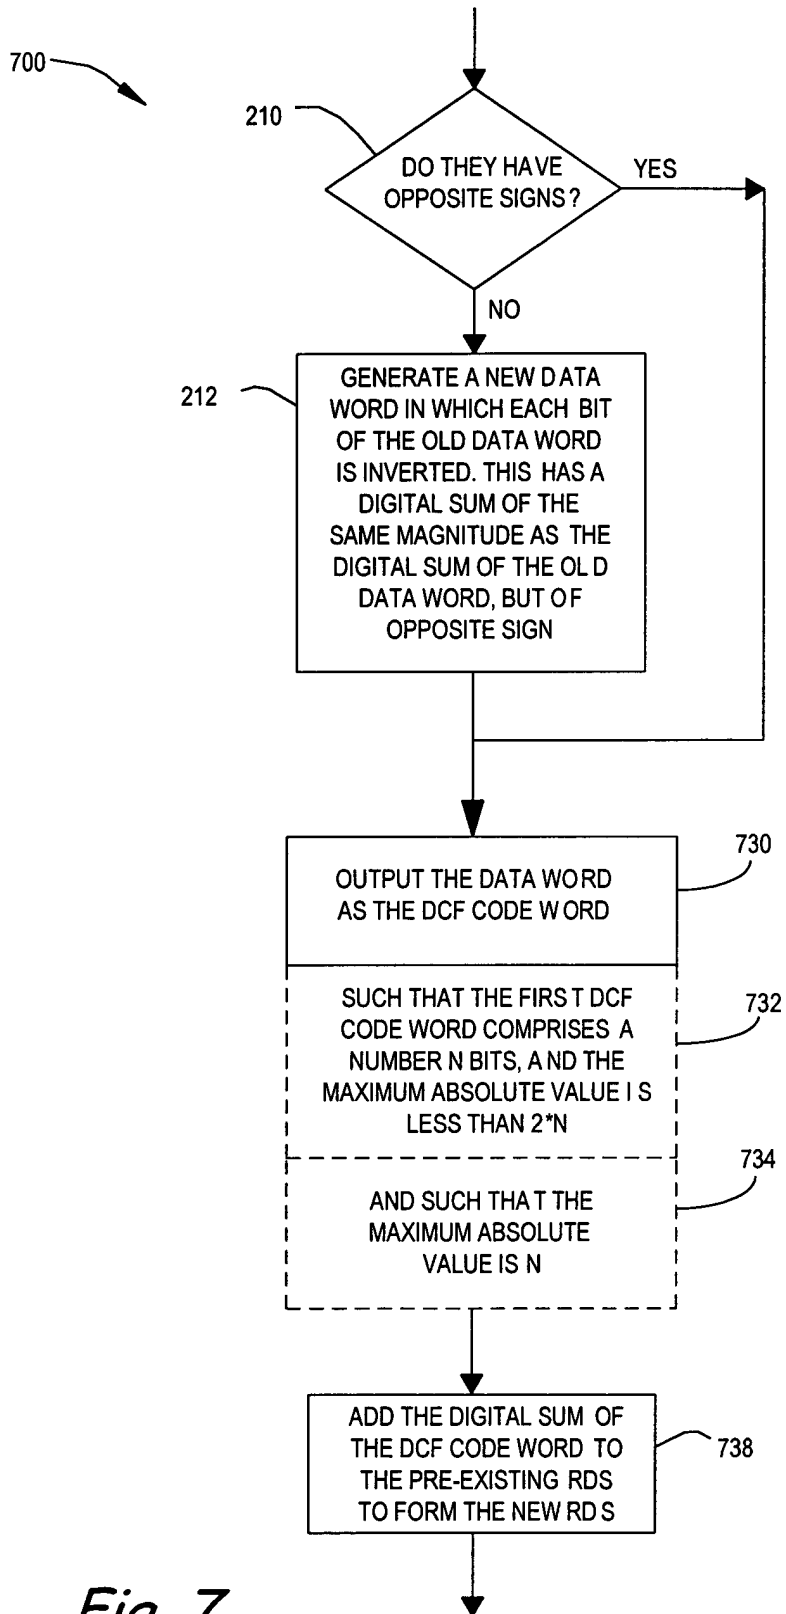 700
210
DO THEY HAVE
OPPOSITE SIGNS?
YES
NO
212
GENERATE A NEW DATA
WORD IN WHICH EACH BIT
OF THE OLD DATA WORD
IS INVERTED. THIS HAS A
DIGITAL SUM OF THE
SAME MAGNITUDE AS THE
DIGITAL SUM OF THE OLD
DATA WORD, BUT OF
OPPOSITE SIGN
730
OUTPUT THE DATA WORD
AS THE DCF CODE WORD
732
SUCH THAT THE FIRST DCF
CODE WORD COMPRISES A
NUMBER N BITS, AND THE
MAXIMUM ABSOLUTE VALUE IS
LESS THAN 2*N
734
AND SUCH THAT THE
MAXIMUM ABSOLUTE
VALUE IS N
738
ADD THE DIGITAL SUM OF
THE DCF CODE WORD TO
THE PRE-EXISTING RDS
TO FORM THE NEW RDS
Fig. 7